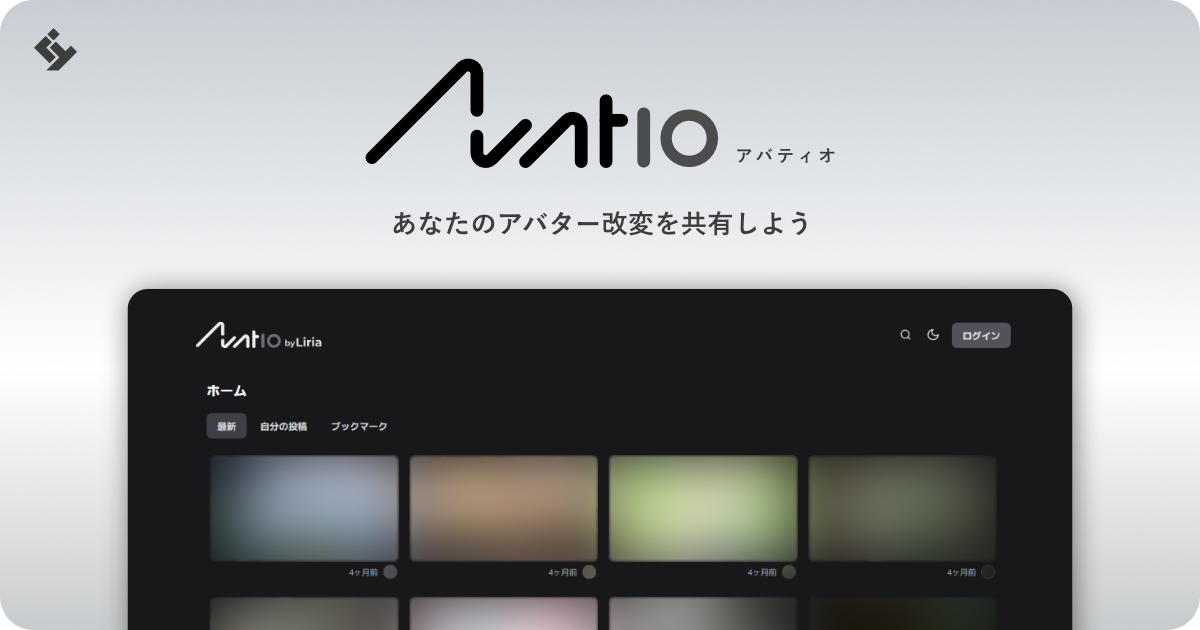 Avatio アバティオ
あなたのアバター改変を共有しよう
Avatio by Liria
ログイン
ホーム
最新 自分の投稿 ブックマーク
4ヶ月前 4ヶ月前 4ヶ月前 4ヶ月前